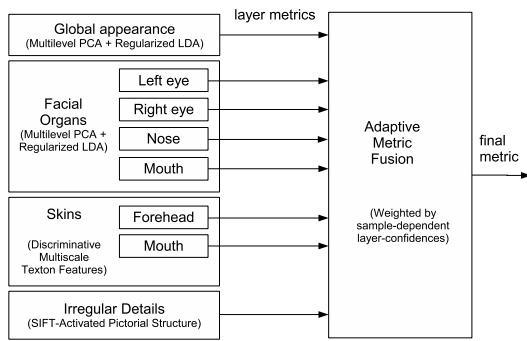 layer metrics
Global appearance
(Multilevel PCA + Regularized LDA)
Facial
Organs
(Multilevel PCA +
Regularized LDA)
Left eye
Right eye
Nose
Mouth
Skins
(Discriminative
Multiscale
Texton Features)
Forehead
Mouth
Irregular Details
(SIFT-Activated Pictorial Structure)
Adaptive
Metric
Fusion
(Weighted by
sample-dependent
layer-confidences)
final
metric